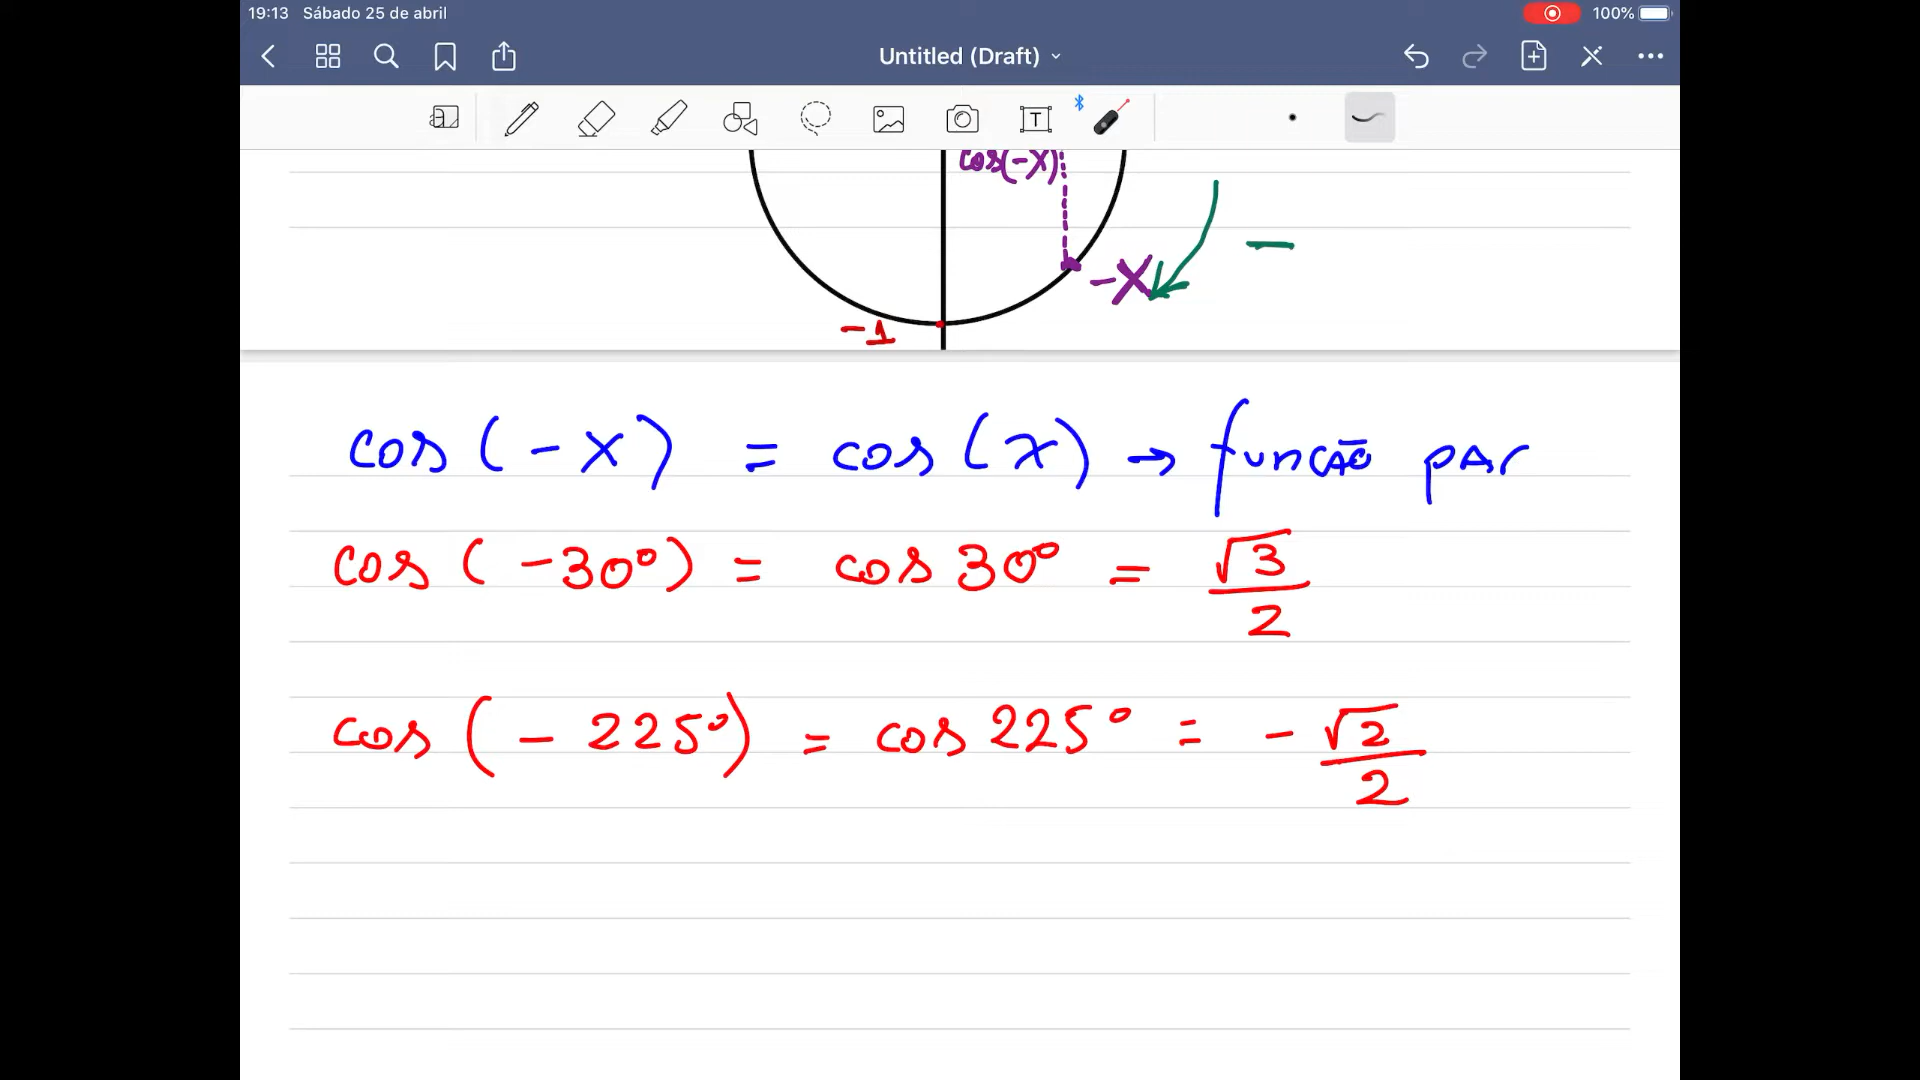 19:13 Sábado 25 de abril 100%
Untitled (Draft)
T
cos(-x)
-
-x
-1
cos (-x) = cos (x) → função par
cos (-30°) = cos 30° = √3/2
cos (-225°) = cos 225° = -√2/2